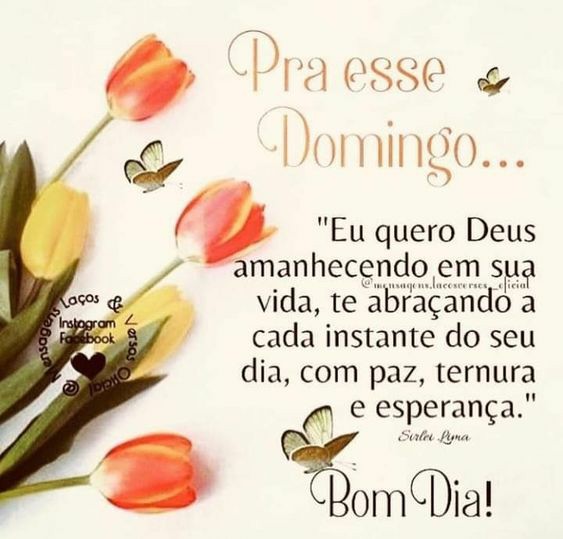 Pra esse
Domingo...
"Eu quero Deus
amanhecendo em sua
@mensagens.lacoseversos_oficial
vida, te abraçando a
cada instante do seu
dia, com paz, ternura
e esperança."
Sirlei Lima
Bom Dia!
Mensagens Laços & Versos Oficial @
Instagram
Facebook